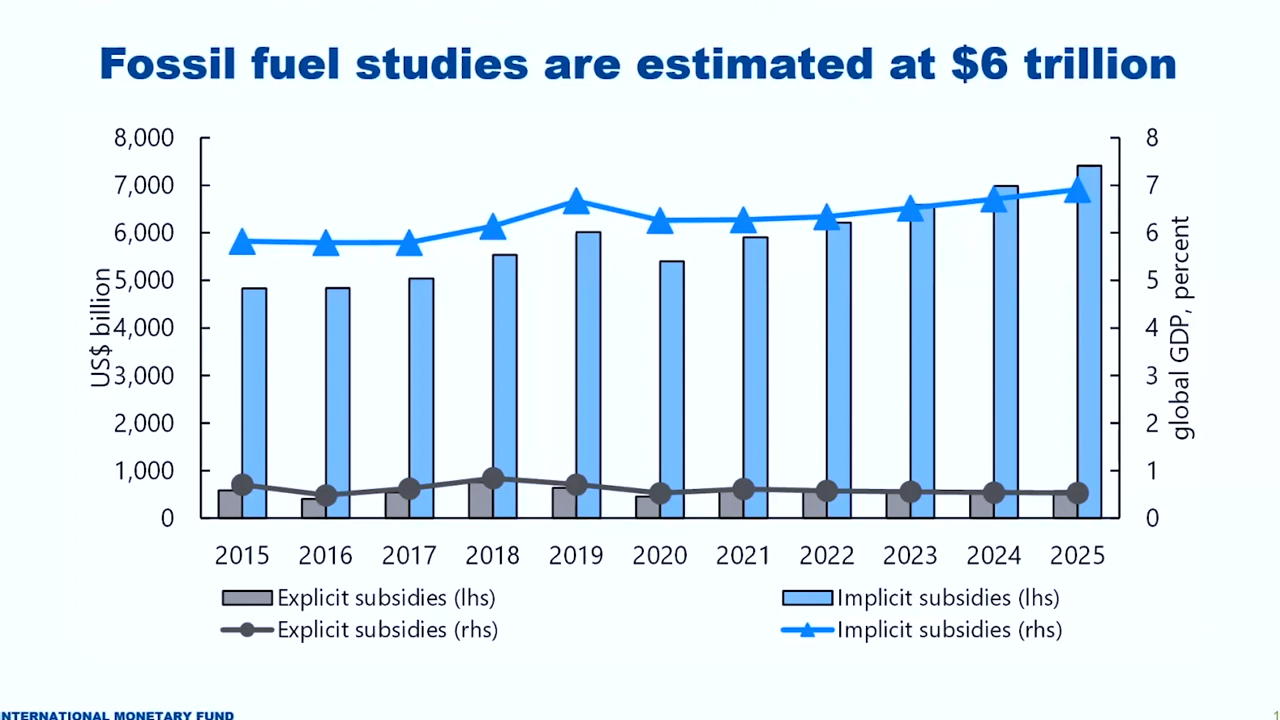 Fossil fuel studies are estimated at $6 trillion
8,000
7,000
6,000
5,000
4,000
3,000
2,000
1,000
0
US$ billion
8
7
6
5
4
3
2
1
0
global GDP, percent
2015 2016 2017 2018 2019 2020 2021 2022 2023 2024 2025
Explicit subsidies (lhs) Implicit subsidies (lhs)
Explicit subsidies (rhs) Implicit subsidies (rhs)
INTERNATIONAL MONETARY FUND
1